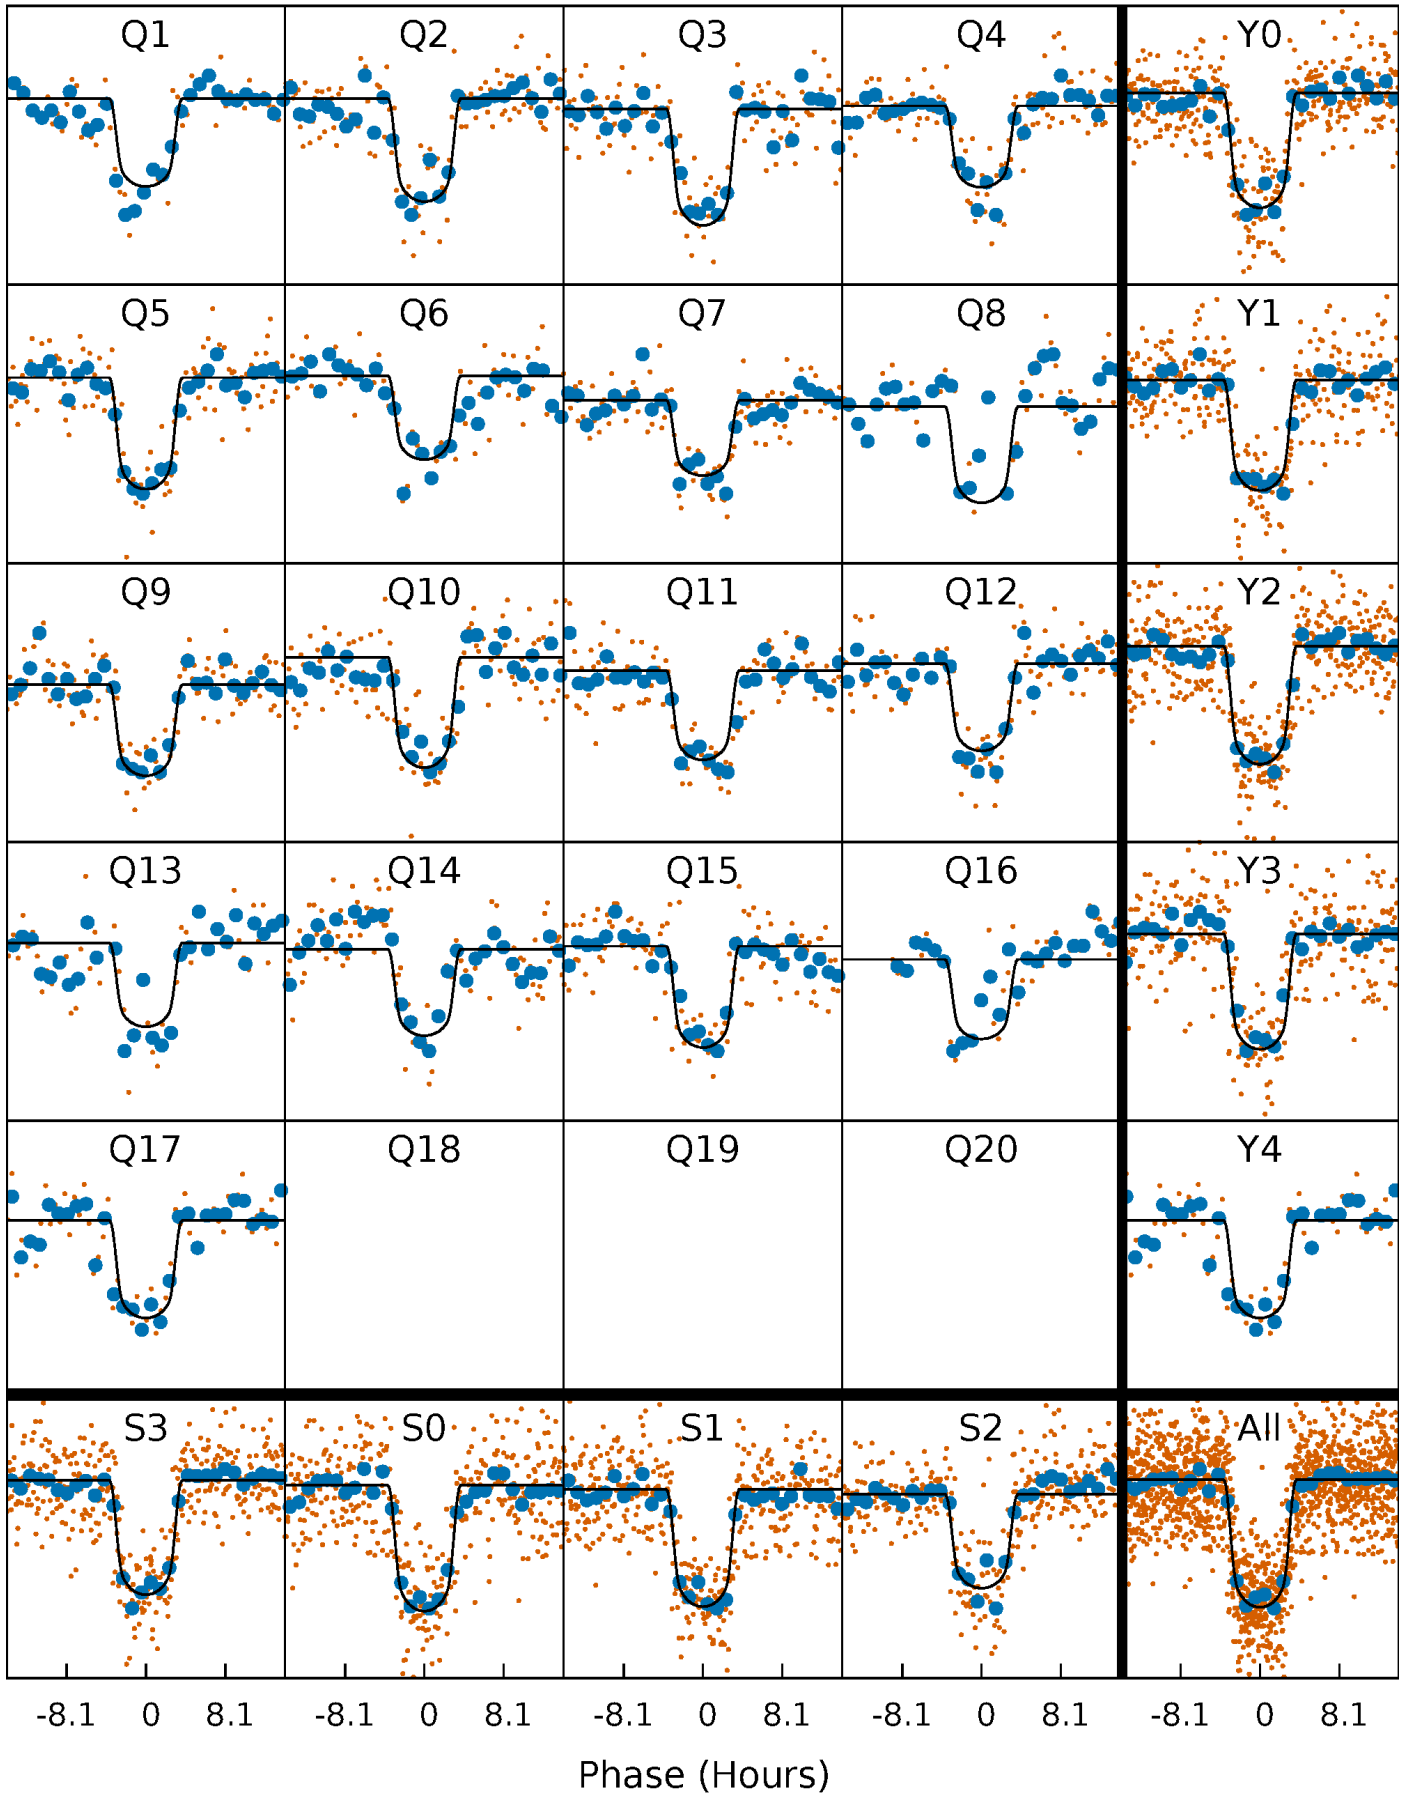 Q1 Q2 Q3 Q4 Y0
Q5 Q6 Q7 Q8 Y1
Q9 Q10 Q11 Q12 Y2
Q13 Q14 Q15 Q16 Y3
Q17 Q18 Q19 Q20 Y4
S3 S0 S1 S2 All
-8.1 0 8.1 -8.1 0 8.1 -8.1 0 8.1 -8.1 0 8.1 -8.1 0 8.1
Phase (Hours)